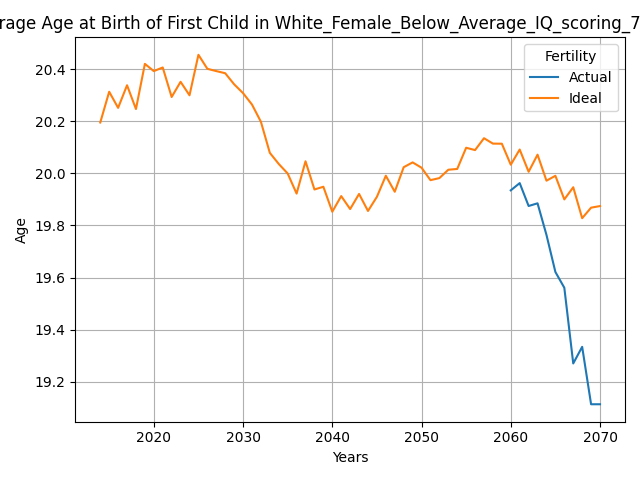 rage Age at Birth of First Child in White_Female_Below_Average_IQ_scoring_7
Fertility
Actual
Ideal
20.4
20.2
20.0
19.8
19.6
19.4
19.2
Age
2020 2030 2040 2050 2060 2070
Years